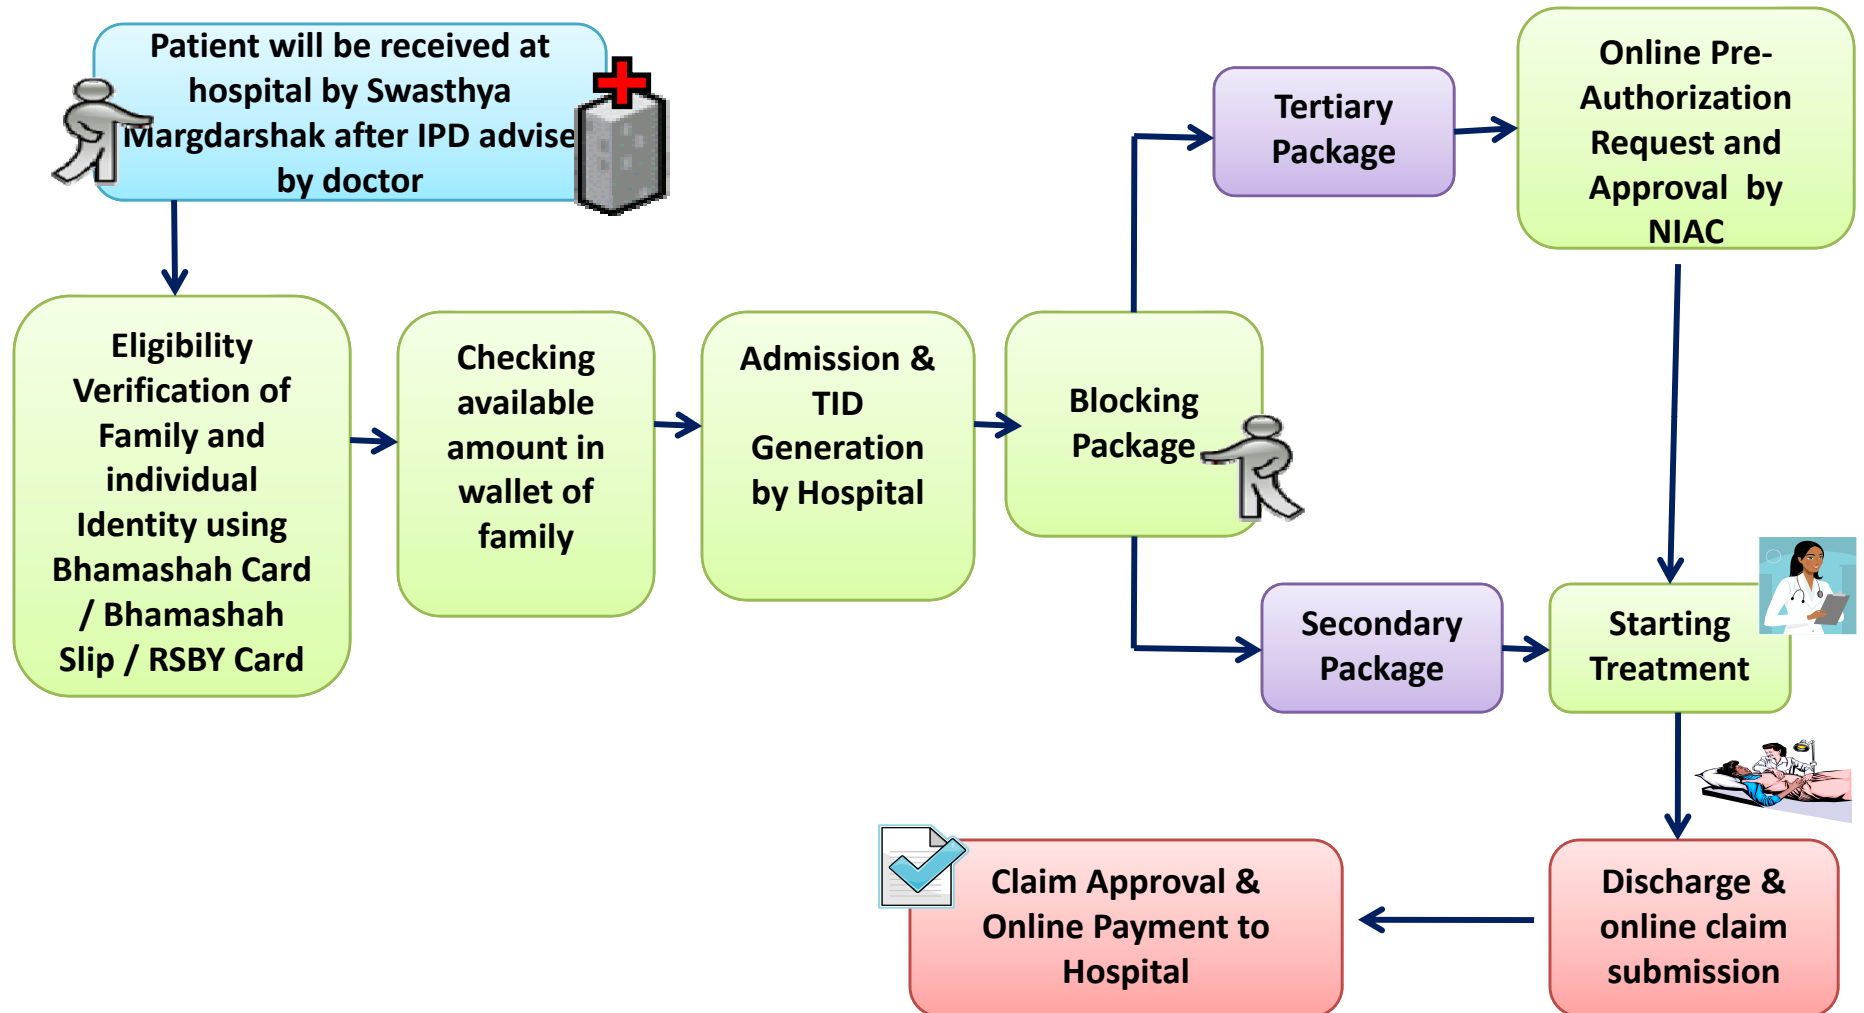 Patient will be received at
hospital by Swasthya
Margdarshak after IPD advise
by doctor
Eligibility
Verification of
Family and
individual
Identity using
Bhamashah Card
/ Bhamashah
Slip / RSBY Card
Checking
available
amount in
wallet of
family
Admission &
TID
Generation
by Hospital
Blocking
Package
Tertiary
Package
Online Pre-
Authorization
Request and
Approval by
NIAC
Secondary
Package
Starting
Treatment
Discharge &
online claim
submission
Claim Approval &
Online Payment to
Hospital